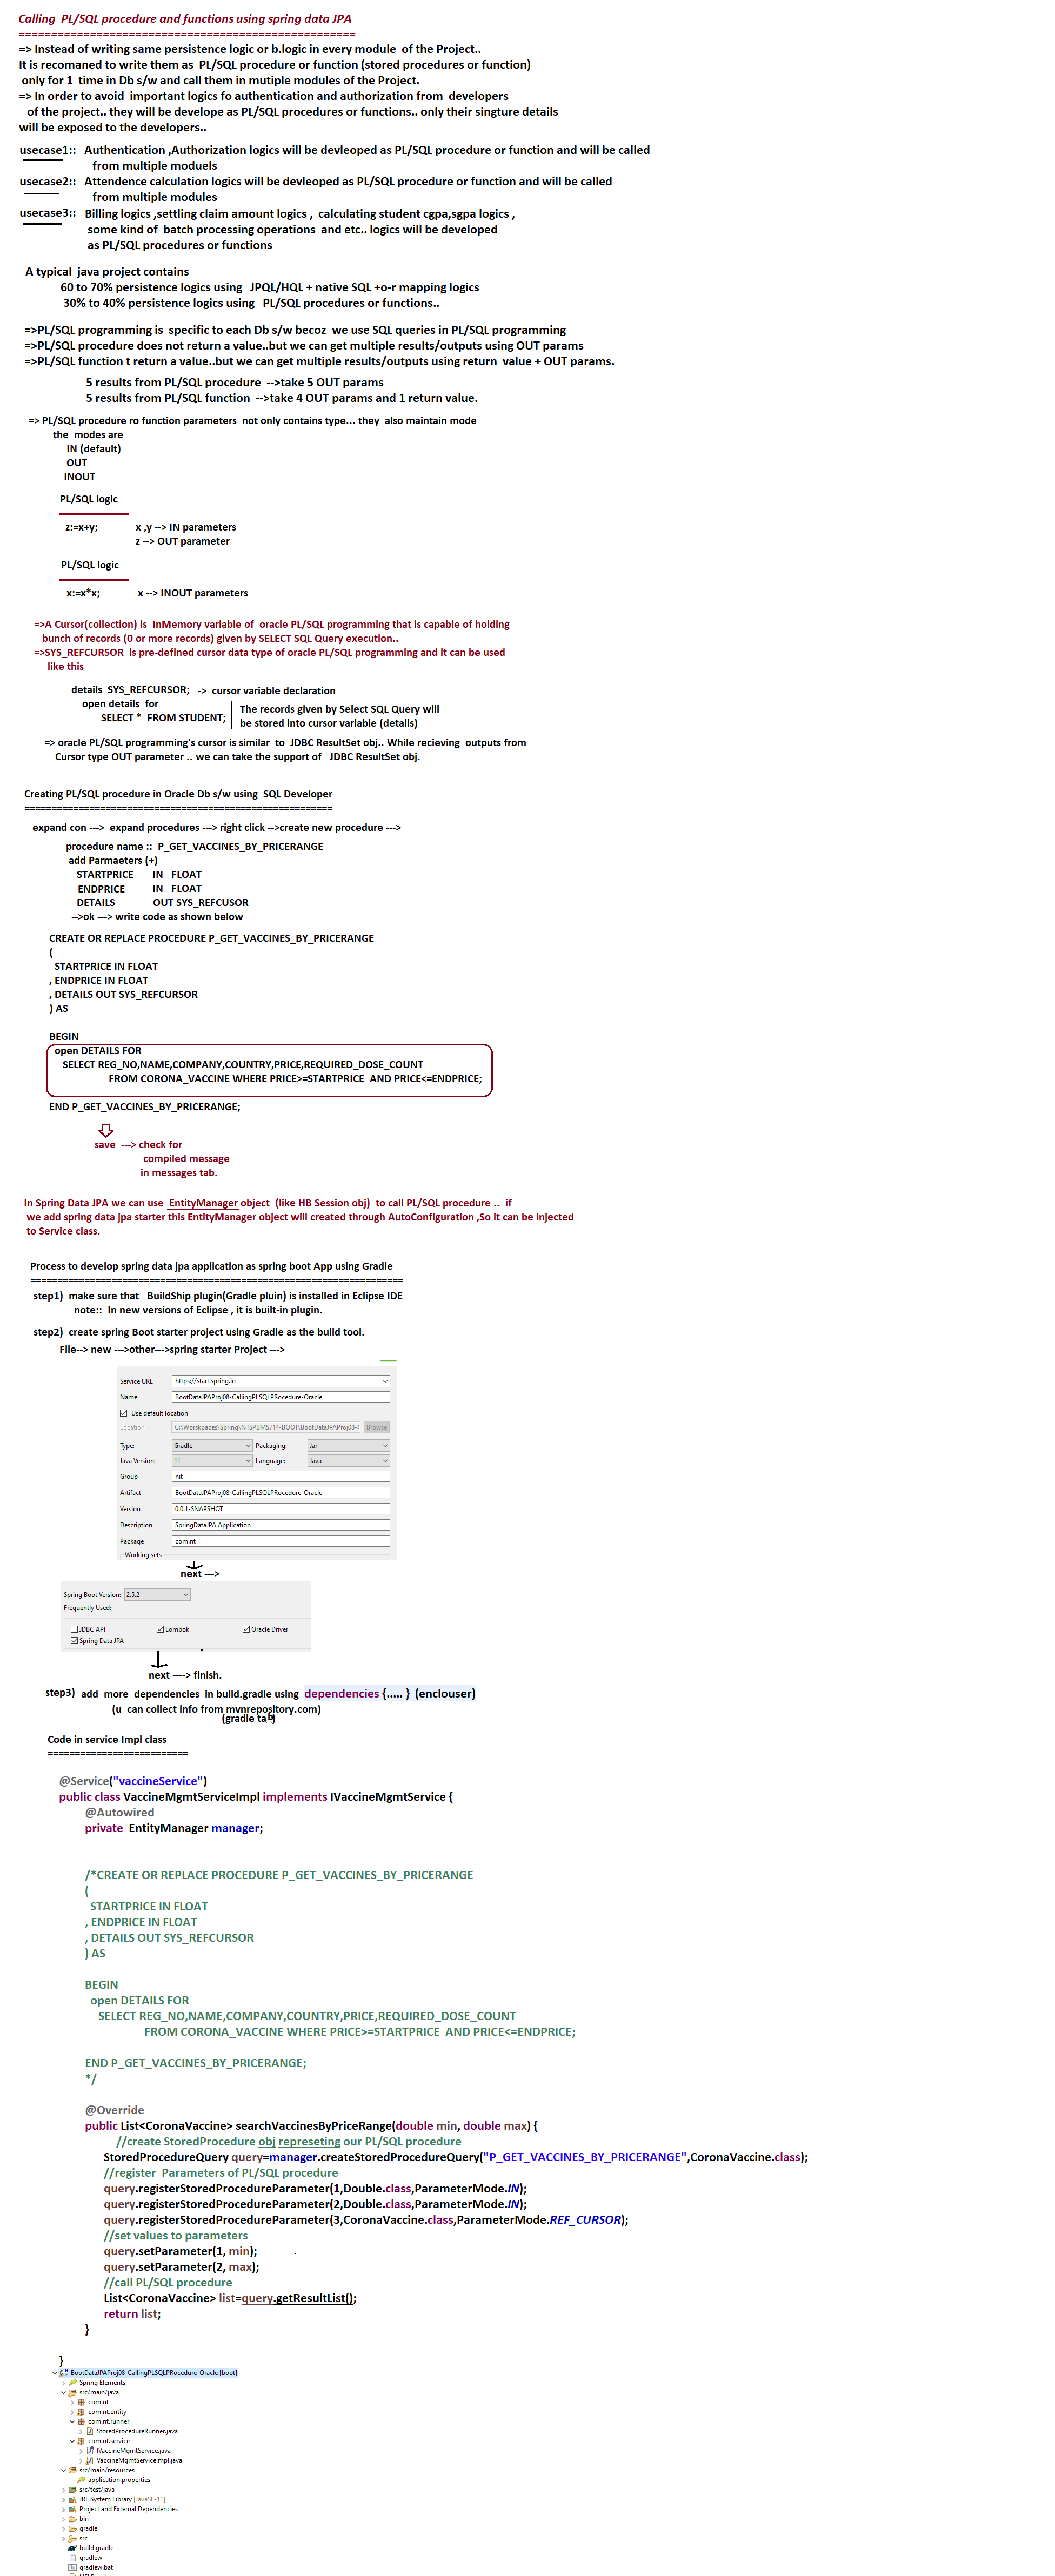 Calling  PL/SQL procedure and functions using spring data JPA
====================================================
=> Instead of writing same persistence logic or b.logic in every module  of the Project..
It is recomaned to write them as  PL/SQL procedure or function (stored procedures or function)
only for 1  time in Db s/w and call them in mutiple modules of the Project.
=> In order to avoid  important logics fo authentication and authorization from  developers
of the project.. they will be develope as PL/SQL procedures or functions.. only their singture details
will be exposed to the developers..
usecase1::   Authentication ,Authorization logics will be devleoped as PL/SQL procedure or function and will be called
from multiple moduels
usecase2::   Attendence calculation logics will be devleoped as PL/SQL procedure or function and will be called
from multiple modules
usecase3::   Billing logics ,settling claim amount logics ,  calculating student cgpa,sgpa logics ,
some kind of  batch processing operations  and etc.. logics will be developed
as PL/SQL procedures or functions
A typical  java project contains
60 to 70% persistence logics using   JPQL/HQL + native SQL +o-r mapping logics
30% to 40% persistence logics using   PL/SQL procedures or functions..
=>PL/SQL programming is  specific to each Db s/w becoz  we use SQL queries in PL/SQL programming
=>PL/SQL procedure does not return a value..but we can get multiple results/outputs using OUT params
=>PL/SQL function t return a value..but we can get multiple results/outputs using return  value + OUT params.
5 results from PL/SQL procedure  -->take 5 OUT params
5 results from PL/SQL function  -->take 4 OUT params and 1 return value.
=> PL/SQL procedure ro function parameters  not only contains type... they  also maintain mode
the  modes are
IN (default)
OUT
INOUT
PL/SQL logic
z:=x+y;   x ,y --> IN parameters
z --> OUT parameter
PL/SQL logic
x:=x*x;   x --> INOUT parameters
=>A Cursor(collection) is  InMemory variable of  oracle PL/SQL programming that is capable of holding
bunch of records (0 or more records) given by SELECT SQL Query execution..
=>SYS_REFCURSOR  is pre-defined cursor data type of oracle PL/SQL programming and it can be used
like this
details  SYS_REFCURSOR;   ->  cursor variable declaration
open details  for
SELECT *  FROM STUDENT;
The records given by Select SQL Query will
be stored into cursor variable (details)
=> oracle PL/SQL programming's cursor is similar  to  JDBC ResultSet obj.. While recieving  outputs from
Cursor type OUT parameter .. we can take the support of   JDBC ResultSet obj.
Creating PL/SQL procedure in Oracle Db s/w using  SQL Developer
=========================================================
expand con --->  expand procedures ---> right click -->create new procedure --->
procedure name ::  P_GET_VACCINES_BY_PRICERANGE
add Parmaeters (+)
STARTPRICE   IN   FLOAT
ENDPRICE   IN   FLOAT
DETAILS   OUT SYS_REFCUSOR
-->ok ---> write code as shown below
CREATE OR REPLACE PROCEDURE P_GET_VACCINES_BY_PRICERANGE
(
STARTPRICE IN FLOAT
, ENDPRICE IN FLOAT
, DETAILS OUT SYS_REFCURSOR
) AS
BEGIN
open DETAILS FOR
SELECT REG_NO,NAME,COMPANY,COUNTRY,PRICE,REQUIRED_DOSE_COUNT
FROM CORONA_VACCINE WHERE PRICE>=STARTPRICE  AND PRICE<=ENDPRICE;
END P_GET_VACCINES_BY_PRICERANGE;
save  ---> check for
compiled message
in messages tab.
In Spring Data JPA we can use  EntityManager object  (like HB Session obj)  to call PL/SQL procedure ..  if
we add spring data jpa starter this EntityManager object will created through AutoConfiguration ,So it can be injected
to Service class.
Process to develop spring data jpa application as spring boot App using Gradle
=====================================================================
step1)  make sure that   BuildShip plugin(Gradle pluin) is installed in Eclipse IDE
note::  In new versions of Eclipse , it is built-in plugin.
step2)  create spring Boot starter project using Gradle as the build tool.
File--> new --->other--->spring starter Project --->
Service URL   https://start.spring.io
Name   BootDataJPAProj08-CallingPLSQLPRocedure-Oracle
Use default location
Location   G:\Worskpaces\Spring\NTSPBMS714-BOOT\BootDataJPAProj08-   Browse
Type:   Gradle   Packaging:   Jar
Java Version:   11   Language:   Java
Group   nit
Artifact   BootDataJPAProj08-CallingPLSQLPRocedure-Oracle
Version   0.0.1-SNAPSHOT
Description   SpringDataJPA Application
Package   com.nt
Working sets
next --->
Spring Boot Version:   2.5.2
Frequently Used:
JDBC API   Lombok   Oracle Driver
Spring Data JPA
next ----> finish.
step3)  add  more  dependencies  in build.gradle using  dependencies {..... }  (enclouser)
(u  can collect info from mvnrepository.com)
(gradle tab)
Code in service Impl class
==========================
@Service("vaccineService")
public class VaccineMgmtServiceImpl implements IVaccineMgmtService {
@Autowired
private  EntityManager manager;
/*CREATE OR REPLACE PROCEDURE P_GET_VACCINES_BY_PRICERANGE
(
STARTPRICE IN FLOAT
, ENDPRICE IN FLOAT
, DETAILS OUT SYS_REFCURSOR
) AS
BEGIN
open DETAILS FOR
SELECT REG_NO,NAME,COMPANY,COUNTRY,PRICE,REQUIRED_DOSE_COUNT
FROM CORONA_VACCINE WHERE PRICE>=STARTPRICE  AND PRICE<=ENDPRICE;
END P_GET_VACCINES_BY_PRICERANGE;
*/
@Override
public List<CoronaVaccine> searchVaccinesByPriceRange(double min, double max) {
//create StoredProcedure obj represeting our PL/SQL procedure
StoredProcedureQuery query=manager.createStoredProcedureQuery("P_GET_VACCINES_BY_PRICERANGE",CoronaVaccine.class);
//register  Parameters of PL/SQL procedure
query.registerStoredProcedureParameter(1,Double.class,ParameterMode.IN);
query.registerStoredProcedureParameter(2,Double.class,ParameterMode.IN);
query.registerStoredProcedureParameter(3,CoronaVaccine.class,ParameterMode.REF_CURSOR);
//set values to parameters
query.setParameter(1, min);
query.setParameter(2, max);
//call PL/SQL procedure
List<CoronaVaccine> list=query.getResultList();
return list;
}
}
BootDataJPAProj08-CallingPLSQLPRocedure-Oracle [boot]
Spring Elements
src/main/java
com.nt
com.nt.entity
com.nt.runner
StoredProcedureRunner.java
com.nt.service
IVaccineMgmtService.java
VaccineMgmtServiceImpl.java
src/main/resources
application.properties
src/test/java
JRE System Library [JavaSE-11]
Project and External Dependencies
bin
gradle
src
build.gradle
gradlew
gradlew.bat